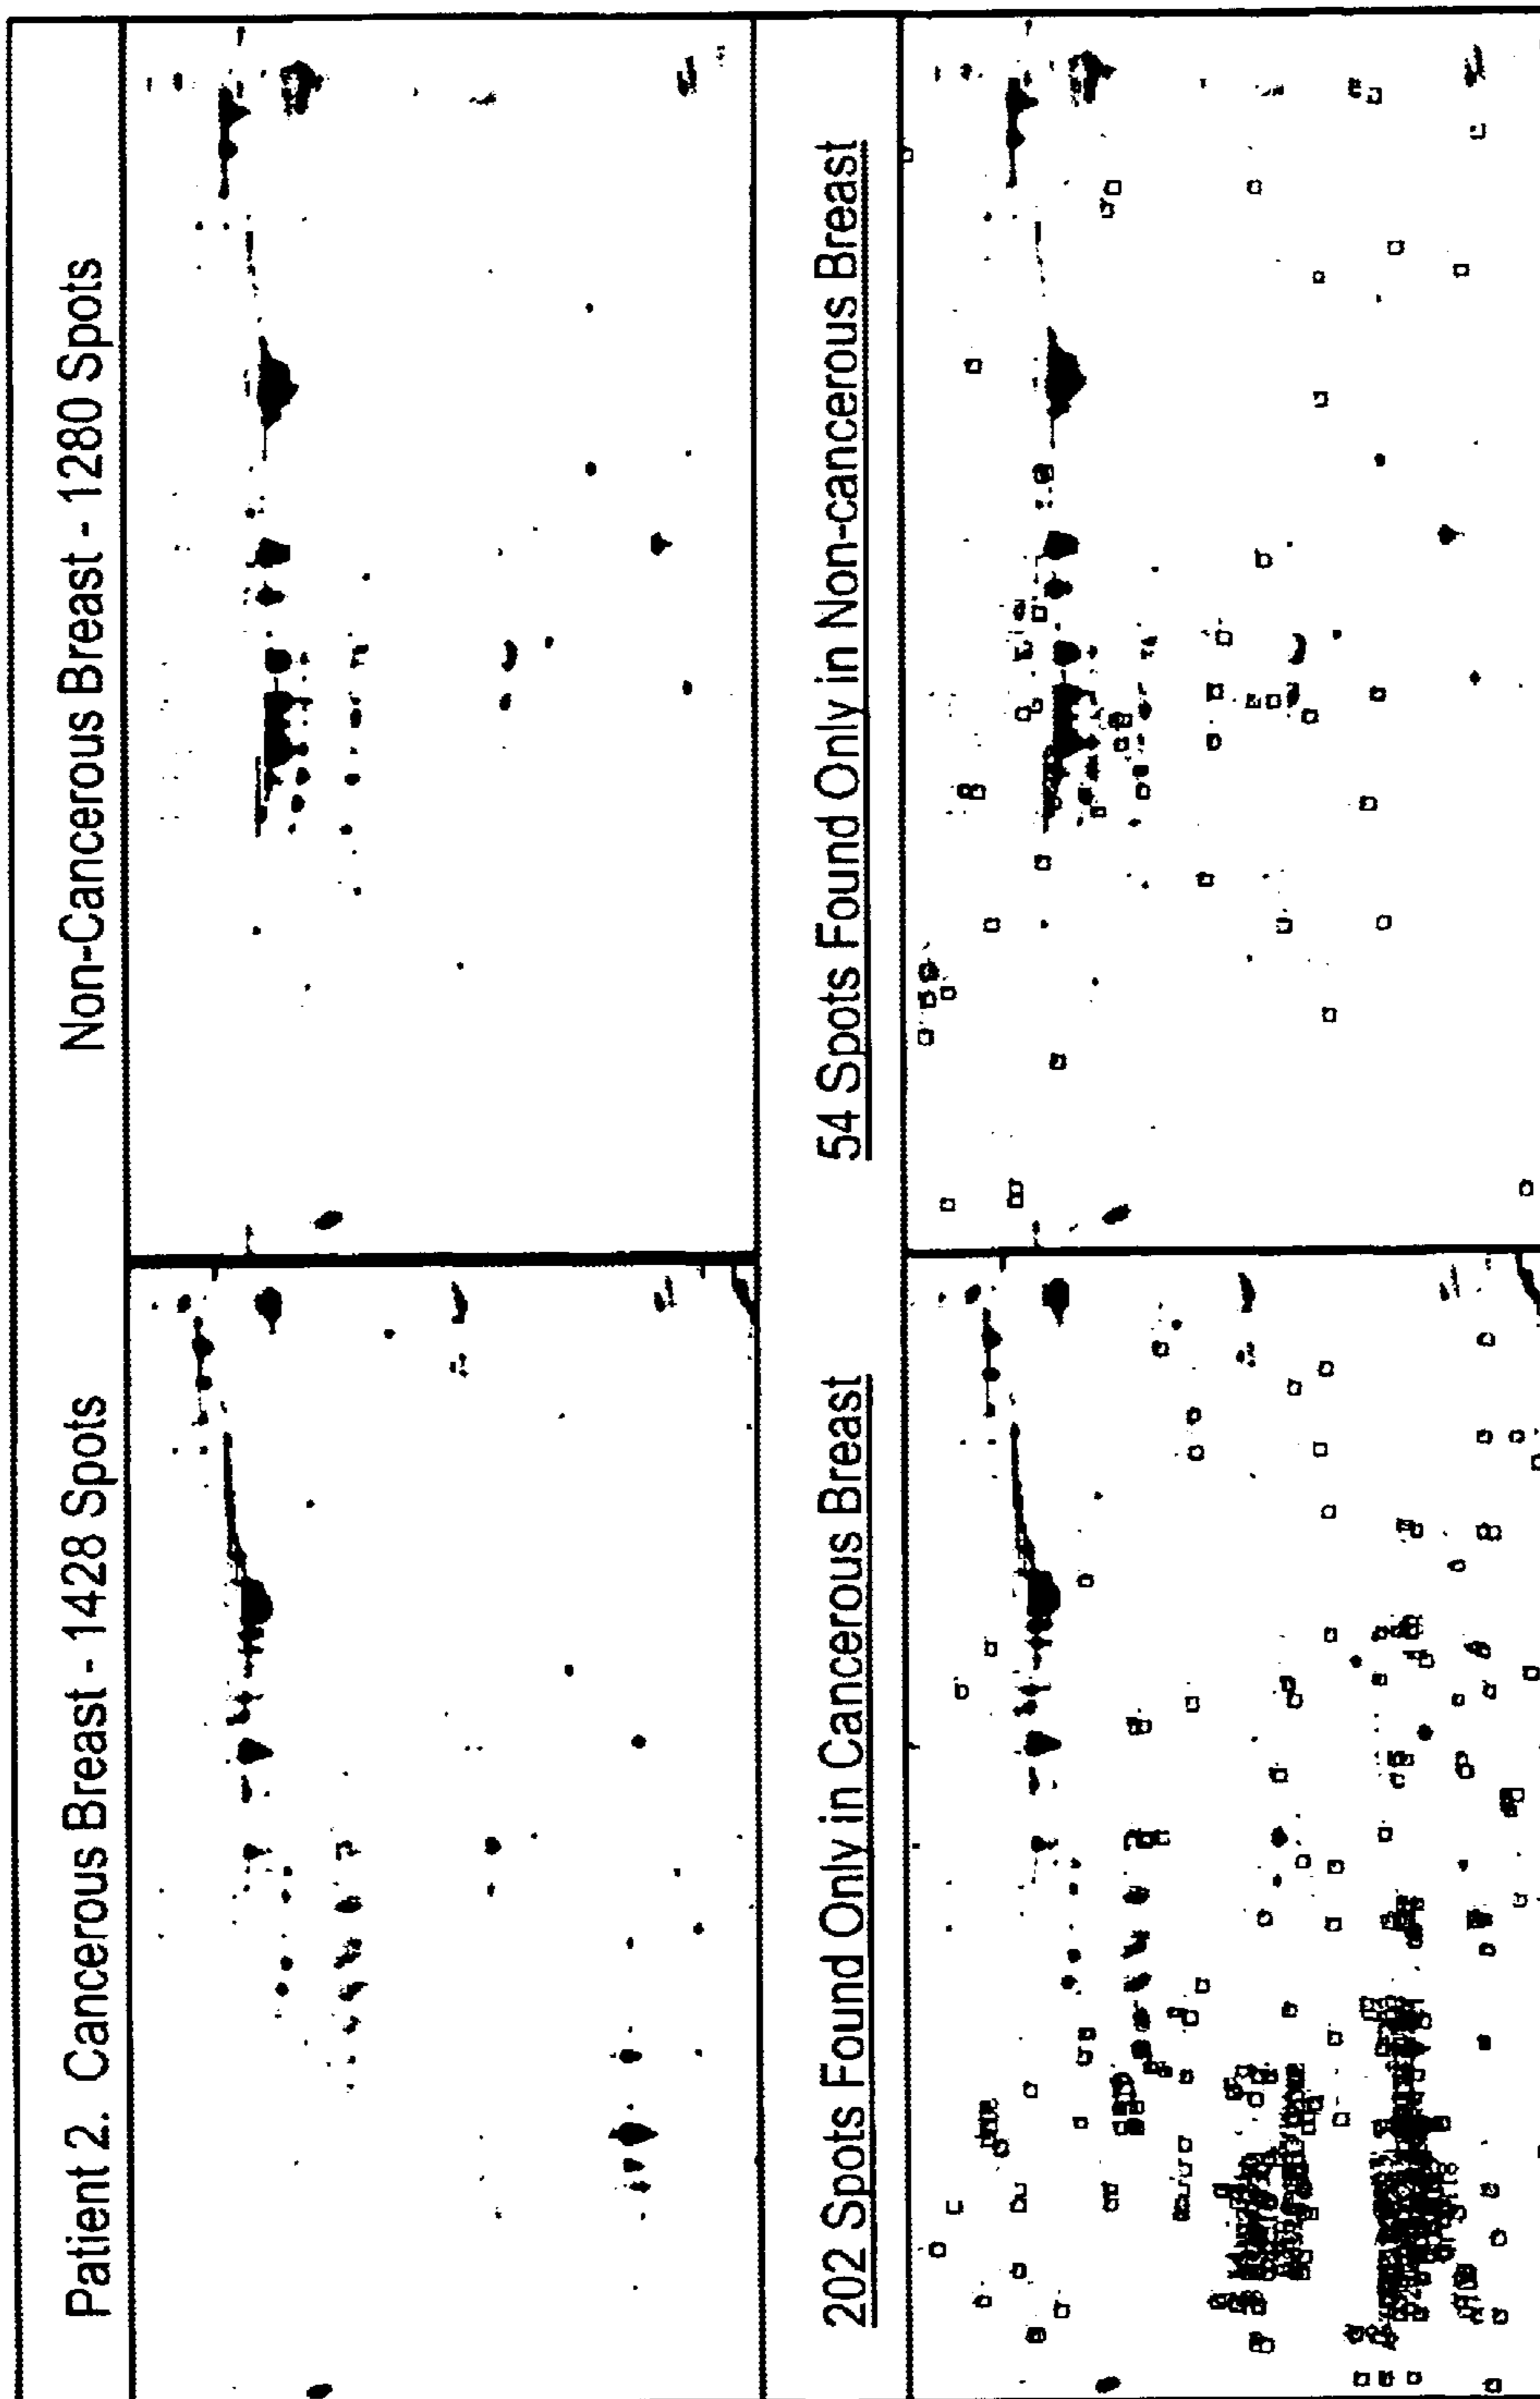 Patient 2. Cancerous Breast - 1428 Spots
Non-Cancerous Breast - 1280 Spots
202 Spots Found Only in Cancerous Breast
54 Spots Found Only in Non-cancerous Breast